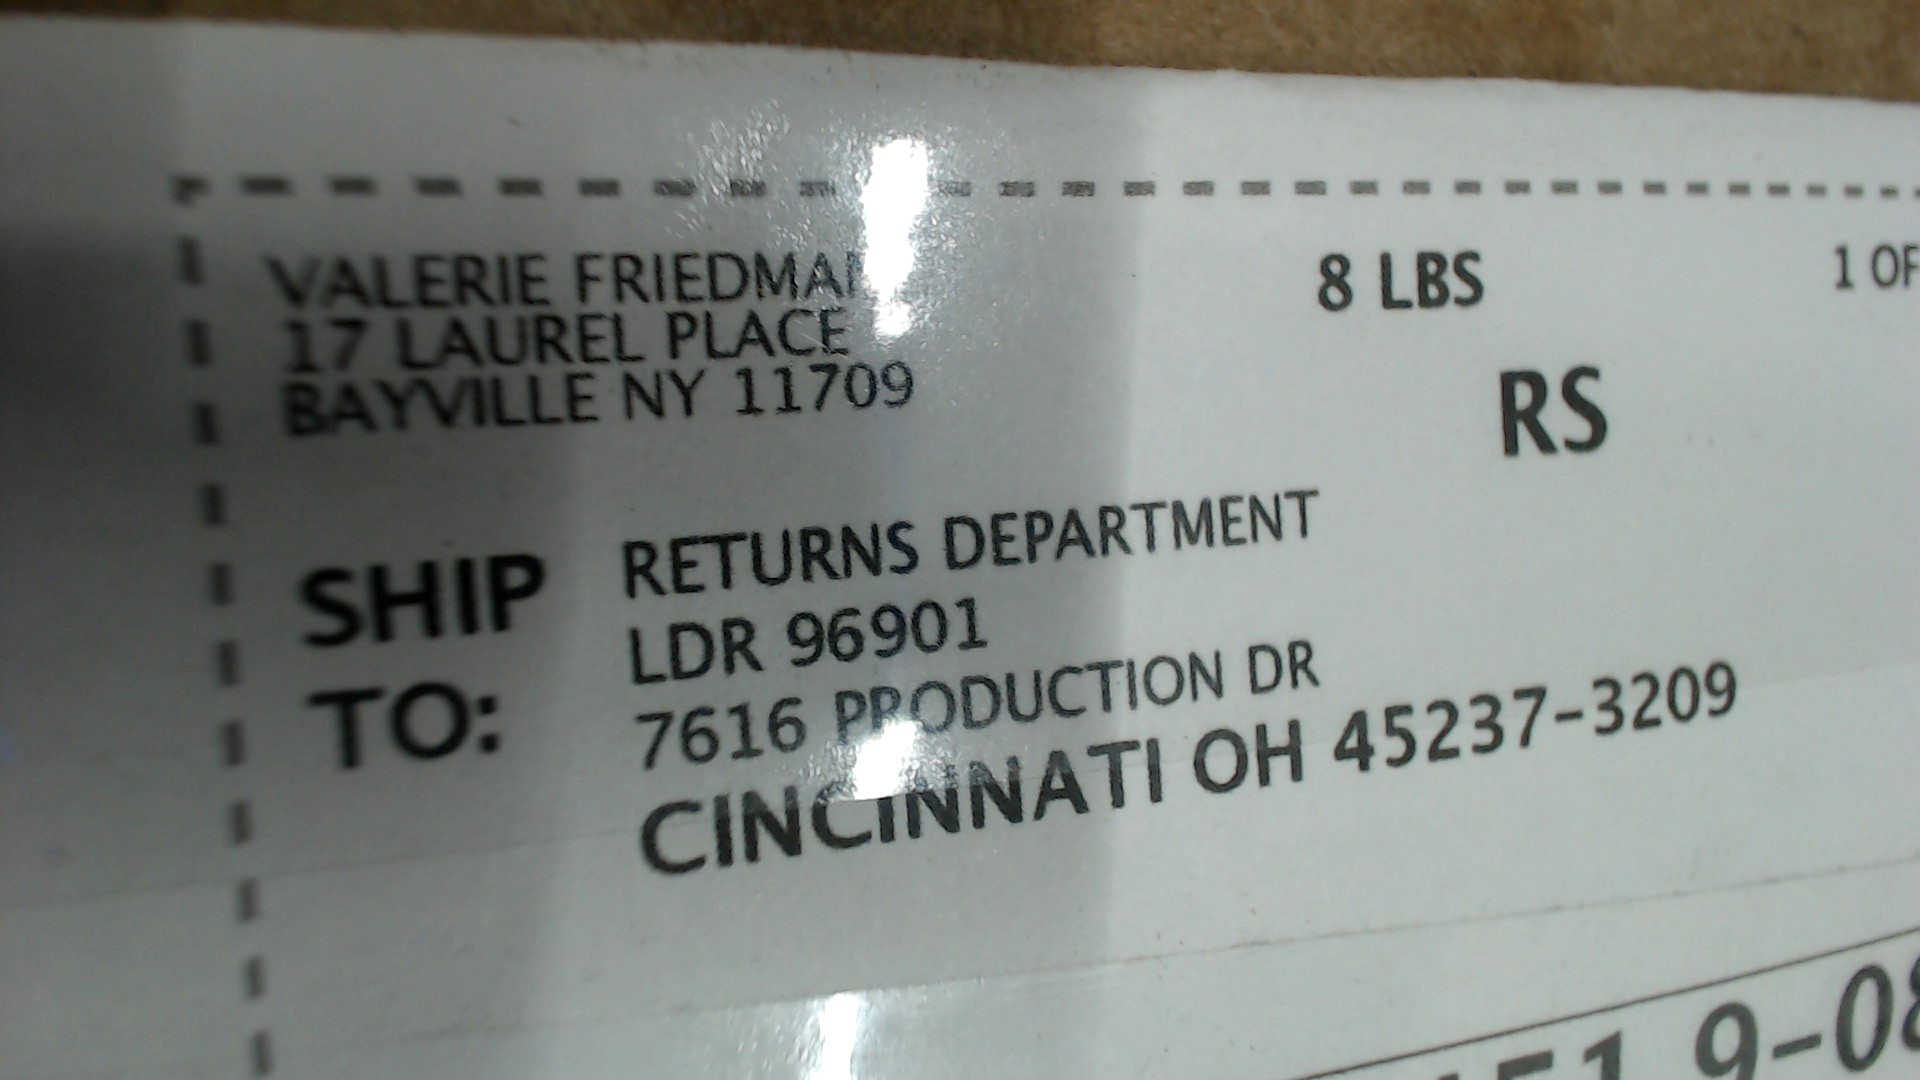 VALERIE FRIEDMAN
8 LBS
1 OF
17 LAUREL PLACE
BAYVILLE NY 11709
RS
SHIP TO:
RETURNS DEPARTMENT
LDR 96901
7616 PRODUCTION DR
CINCINNATI OH 45237-3209